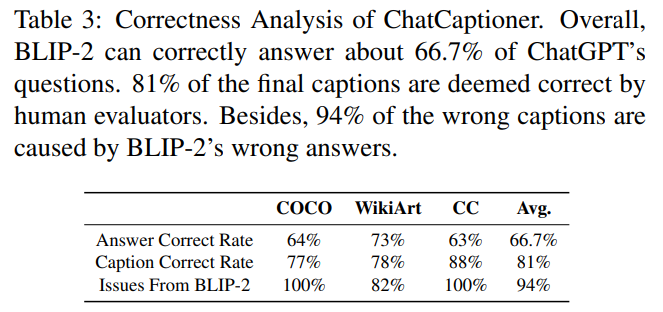 Table 3: Correctness Analysis of ChatCaptioner. Overall,
BLIP-2 can correctly answer about 66.7% of ChatGPT's
questions. 81% of the final captions are deemed correct by
human evaluators. Besides, 94% of the wrong captions are
caused by BLIP-2's wrong answers.
COCO WikiArt CC Avg.
Answer Correct Rate 64% 73% 63% 66.7%
Caption Correct Rate 77% 78% 88% 81%
Issues From BLIP-2 100% 82% 100% 94%